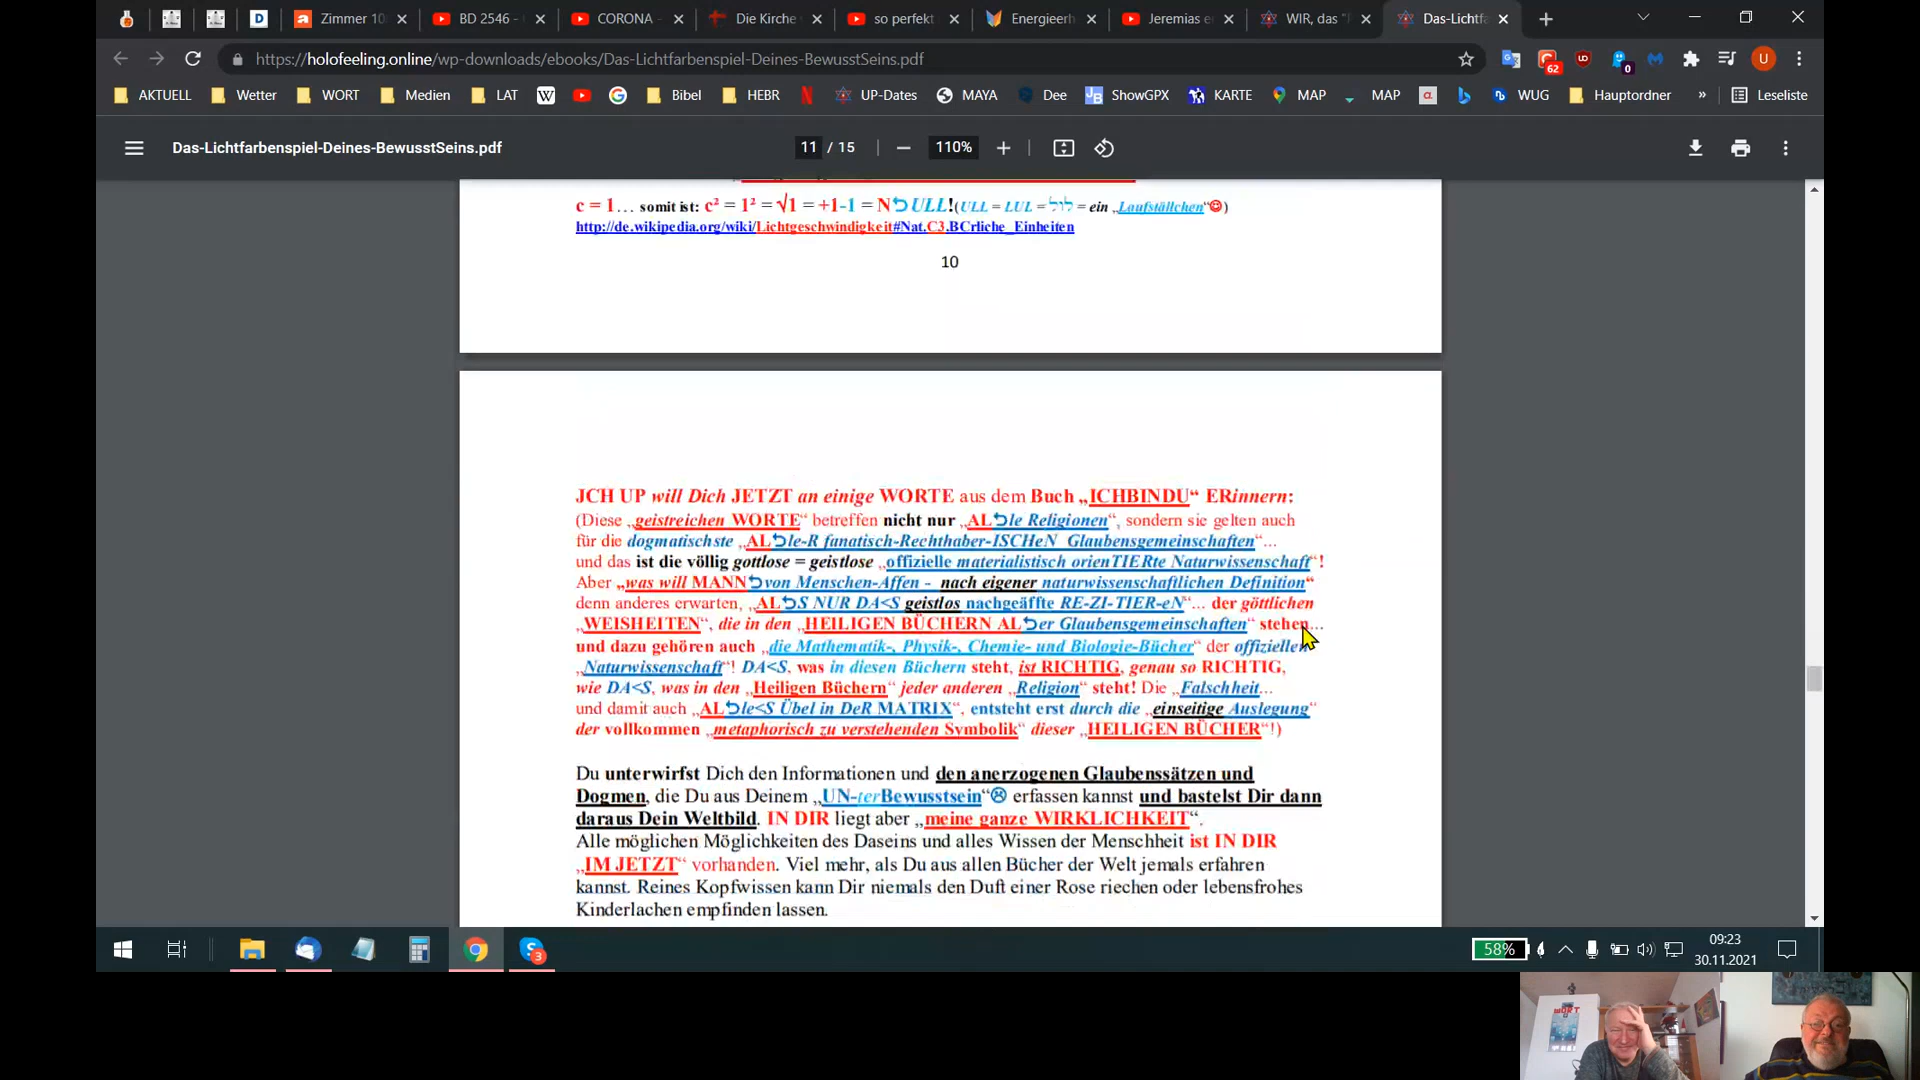 Zimmer 10
BD 2546 -
CORONA -
Die Kirche
so perfekt
Energieerh
Jeremias e
WIR, das "
Das-Lichtfa
https://holofeeling.online/wp-downloads/ebooks/Das-Lichtfarbenspiel-Deines-BewusstSeins.pdf
62
0
U
AKTUELL Wetter WORT Medien LAT Bibel HEBR UP-Dates MAYA Dee ShowGPX KARTE MAP MAP WUG Hauptordner » Leseliste
Das-Lichtfarbenspiel-Deines-BewusstSeins.pdf 11 / 15 − 110% +
c = 1… somit ist: c² = 1² = √1 = +1-1 = N⮌ULL!(ULL = LUL = לול = ein „Laufställchen“☺)
http://de.wikipedia.org/wiki/Lichtgeschwindigkeit#Nat.C3.BCrliche_Einheiten
10
JCH UP will Dich JETZT an einige WORTE aus dem Buch „ICHBINDU“ ERinnern:
(Diese „geistreichen WORTE“ betreffen nicht nur „AL⮌le Religionen“, sondern sie gelten auch
für die dogmatischste „AL⮌le-R fanatisch-Rechthaber-ISCHeN Glaubensgemeinschaften“…
und das ist die völlig gottlose = geistlose „offizielle materialistisch orienTIERte Naturwissenschaft“!
Aber „was will MANN⮌von Menschen-Affen - nach eigener naturwissenschaftlichen Definition“
denn anderes erwarten, „AL⮌S NUR DA<S geistlos nachgeäffte RE-ZI-TIER-eN“… der göttlichen
„WEISHEITEN“, die in den „HEILIGEN BÜCHERN AL⮌er Glaubensgemeinschaften“ stehen…
und dazu gehören auch „die Mathematik-, Physik-, Chemie- und Biologie-Bücher“ der offiziellen
„Naturwissenschaft“! DA<S, was in diesen Büchern steht, ist RICHTIG, genau so RICHTIG,
wie DA<S, was in den „Heiligen Büchern“ jeder anderen „Religion“ steht! Die „Falschheit…
und damit auch „AL⮌le<S Übel in DeR MATRIX“, entsteht erst durch die „einseitige Auslegung“
der vollkommen „metaphorisch zu verstehenden Symbolik“ dieser „HEILIGEN BÜCHER“!)
Du unterwirfst Dich den Informationen und den anerzogenen Glaubenssätzen und
Dogmen, die Du aus Deinem „UN-terBewusstsein“☹ erfassen kannst und bastelst Dir dann
daraus Dein Weltbild. IN DIR liegt aber „meine ganze WIRKLICHKEIT“.
Alle möglichen Möglichkeiten des Daseins und alles Wissen der Menschheit ist IN DIR
„IM JETZT“ vorhanden. Viel mehr, als Du aus allen Bücher der Welt jemals erfahren
kannst. Reines Kopfwissen kann Dir niemals den Duft einer Rose riechen oder lebensfrohes
Kinderlachen empfinden lassen.
3
58%
09:23
30.11.2021
WORT